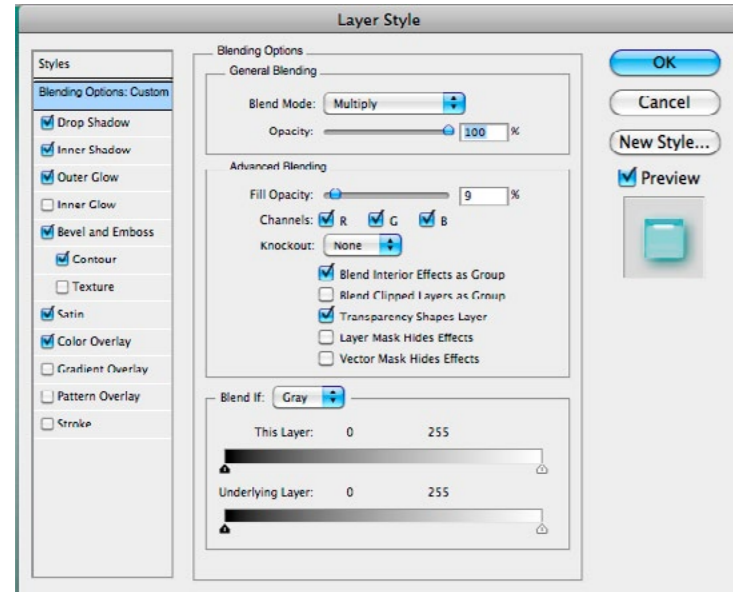 Layer Style
Styles
Blending Options: Custom
Drop Shadow
Inner Shadow
Outer Glow
Inner Glow
Bevel and Emboss
Contour
Texture
Satin
Color Overlay
Gradient Overlay
Pattern Overlay
Stroke
Blending Options
General Blending
Blend Mode: Multiply
Opacity: 100 %
Advanced Blending
Fill Opacity: 9 %
Channels: R G B
Knockout: None
Blend Interior Effects as Group
Blend Clipped Layers as Group
Transparency Shapes Layer
Layer Mask Hides Effects
Vector Mask Hides Effects
Blend If: Gray
This Layer: 0 255
Underlying Layer: 0 255
OK
Cancel
New Style...
Preview